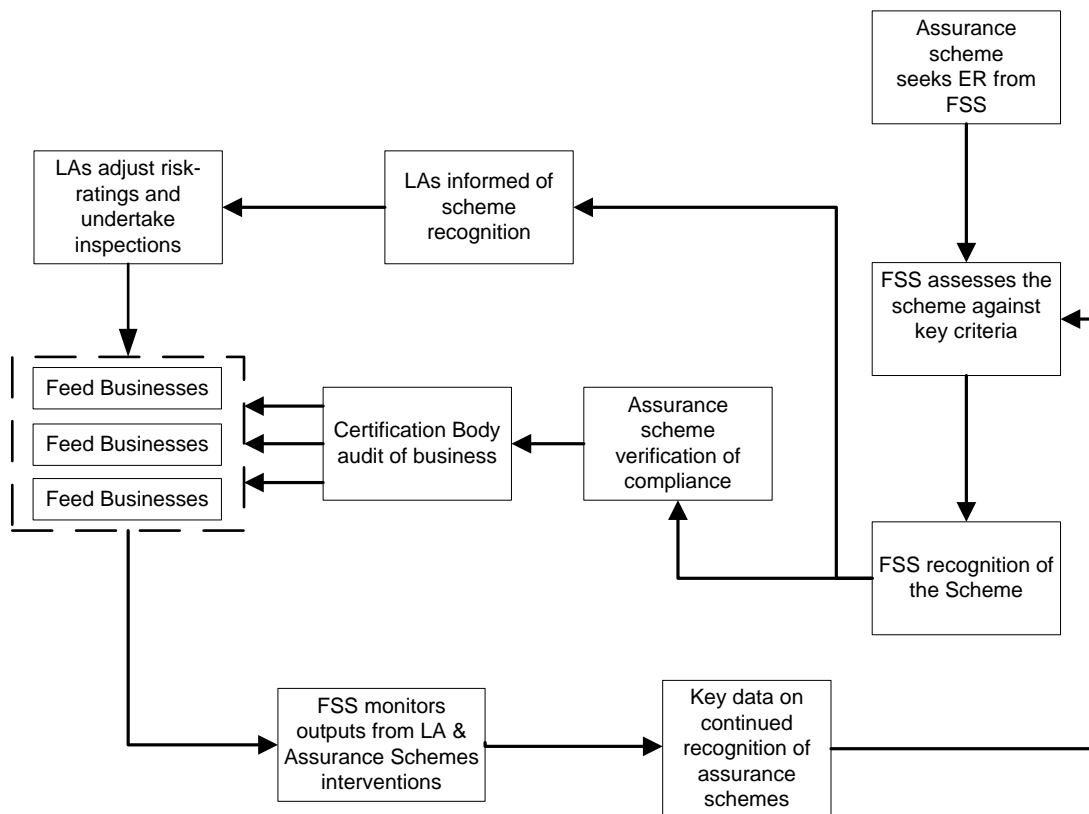 Assurance
scheme
seeks ER from
FSS
LAs adjust risk-
ratings and
undertake
inspections
LAs informed of
scheme
recognition
FSS assesses the
scheme against
key criteria
Feed Businesses
Feed Businesses
Feed Businesses
Certification Body
audit of business
Assurance
scheme
verification of
compliance
FSS recognition of
the Scheme
FSS monitors
outputs from LA &
Assurance Schemes
interventions
Key data on
continued
recognition of
assurance
schemes